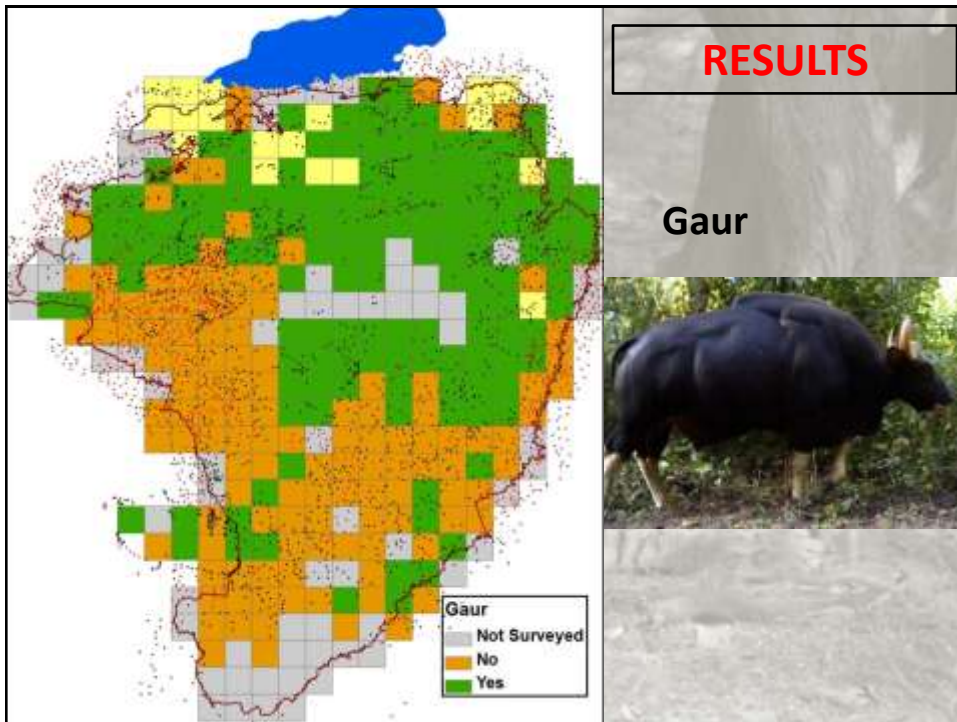 RESULTS
Gaur
Gaur
Not Surveyed
No
Yes